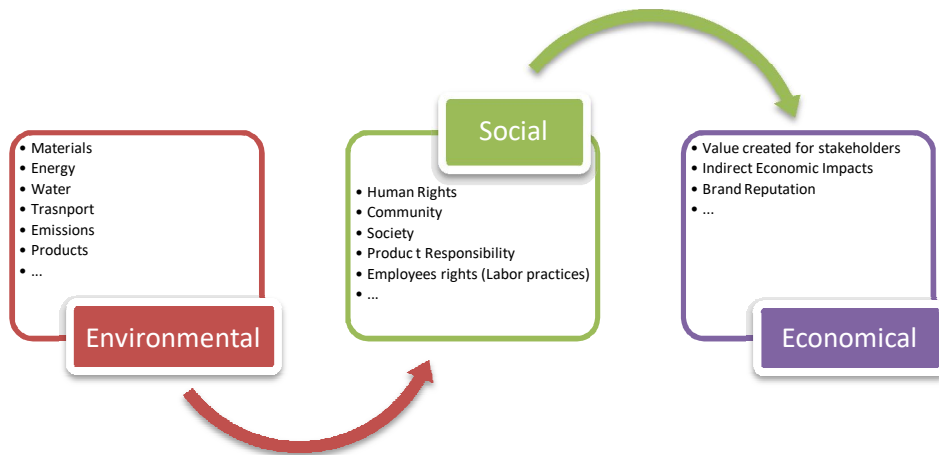 • Materials
• Energy
• Water
• Trasnport
• Emissions
• Products
• ...
Environmental
Social
• Human Rights
• Community
• Society
• Produc t Responsibility
• Employees rights (Labor practices)
• ...
• Value created for stakeholders
• Indirect Economic Impacts
• Brand Reputation
• ...
Economical